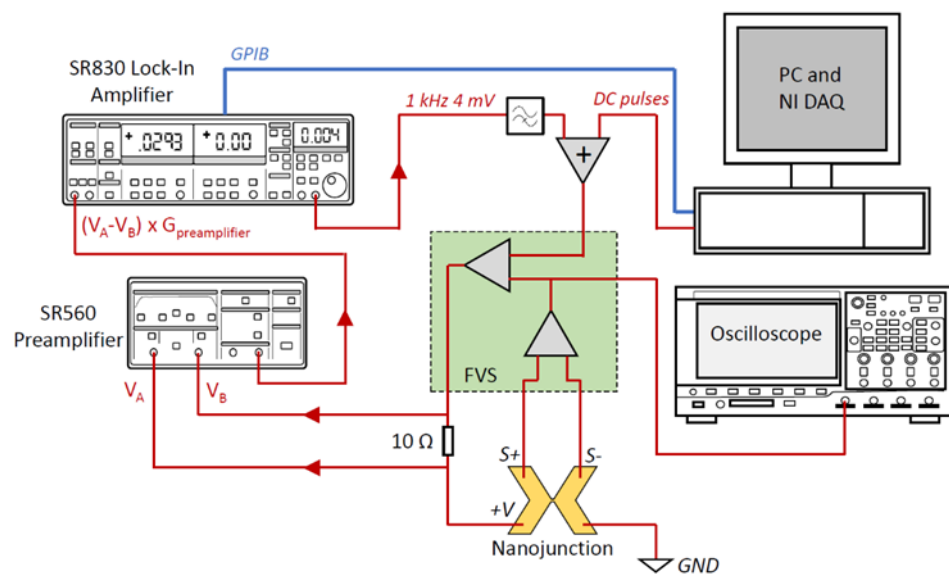 GPIB
SR830 Lock-In
Amplifier
1 kHz 4 mV
DC pulses
PC and
NI DAQ
+ .0293
+ 0.00
0.004
+
(VA-VB) x Gpreamplifier
SR560
Preamplifier
Oscilloscope
FVS
VA
VB
10 Ω
S+
S-
+V
Nanojunction
GND